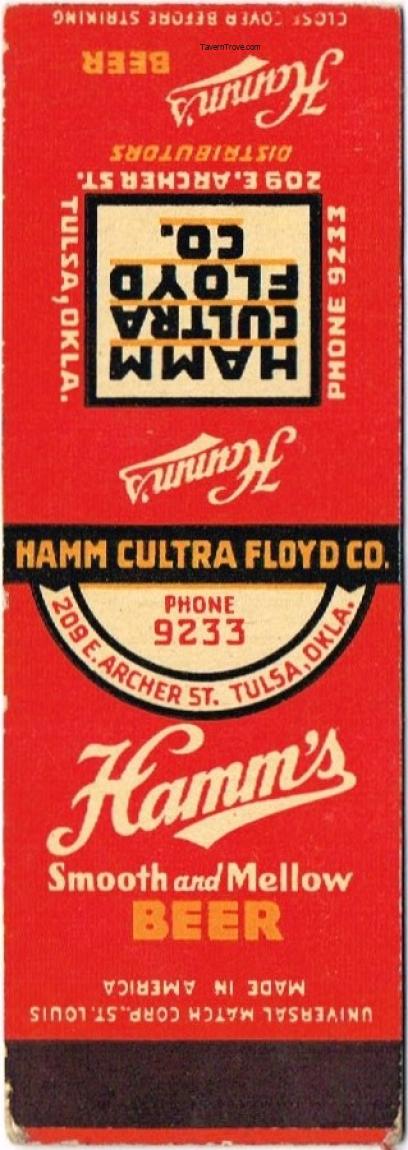 CLOSE COVER BEFORE STRIKING
TavernTrove.com
Hamm's
BEER
DISTRIBUTORS
209 E. ARCHER ST.
TULSA, OKLA.
PHONE 9233
HAMM
CULTRA
FLOYD
CO.
Hamm's
HAMM CULTRA FLOYD CO.
PHONE
9233
209 E. ARCHER ST. TULSA, OKLA.
Hamm's
Smooth and Mellow
BEER
MADE IN AMERICA
UNIVERSAL MATCH CORP., ST. LOUIS